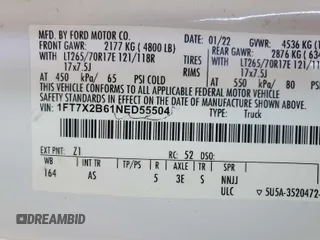 MFD. BY FORD MOTOR CO.
FRONT GAWR: 2177 KG ( 4800 LB)
WITH LT265/70R17E 121/118R
TIRES 17x7.5J
RIMS
AT 450 kPa/ 65 PSI COLD
DATE: 01/22 GVWR: 4536 KG
REAR GAWR: 2876 KG
WITH LT265/70R17E 121/
TIRES 17x7.5J
RIMS
AT 550 kPa/ 80
THIS VEHICLE CONFORMS TO ALL APPLICABLE FEDERAL MOTOR VEHICLE
SAFETY STANDARDS IN EFFECT ON THE DATE OF MANUFACTURE SHOWN ABOVE.
VIN: 1FT7X2B61NED55504
TYPE: Truck
EXT PNT: Z1 RC: 52 DSO:
WB INT TR TP/PS R AXLE TR SPR
164 AS 5 3E S NNJJ
ULC 5U5A-3520472-
© AutoBidMaster